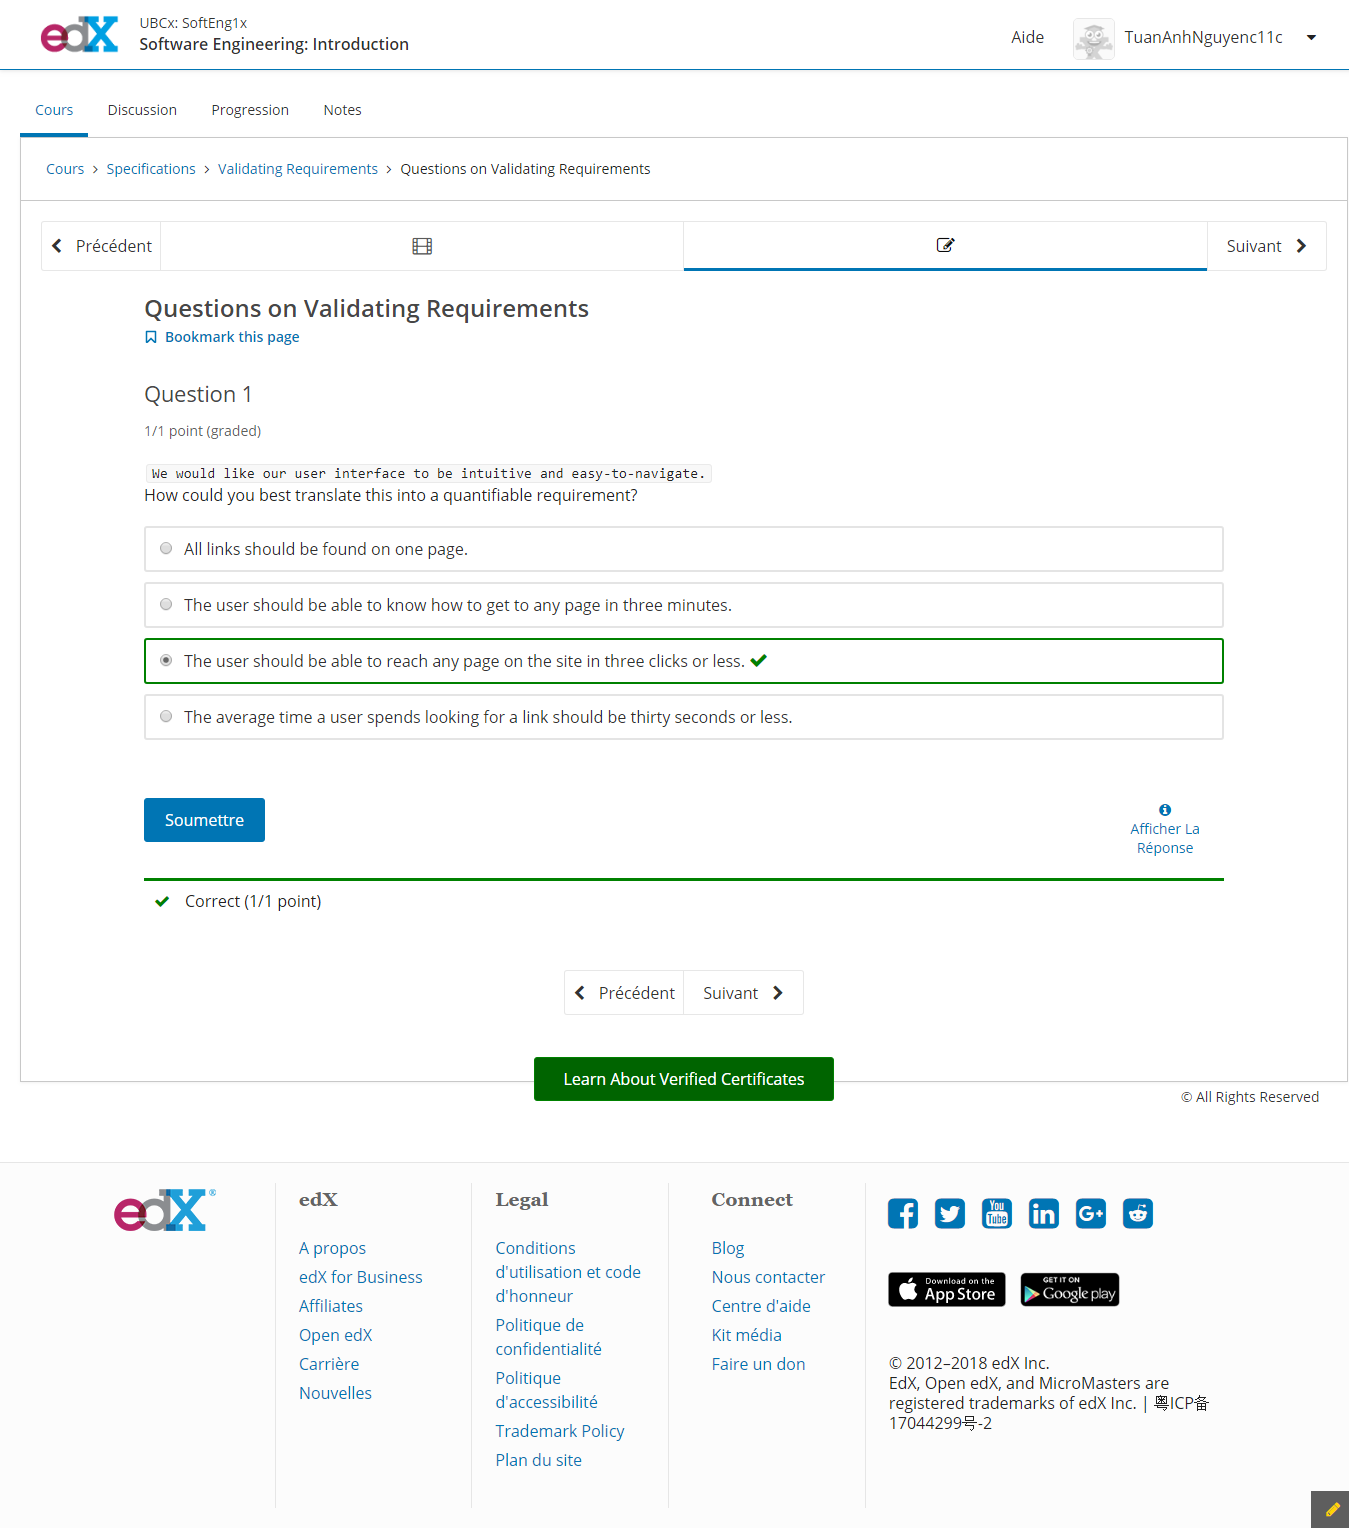 edX
UBCx: SoftEng1x
Software Engineering: Introduction
Aide
TuanAnhNguyenc11c
Cours
Discussion
Progression
Notes
Cours > Specifications > Validating Requirements > Questions on Validating Requirements
Précédent
Suivant
Questions on Validating Requirements
Bookmark this page
Question 1
1/1 point (graded)
We would like our user interface to be intuitive and easy-to-navigate.
How could you best translate this into a quantifiable requirement?
All links should be found on one page.
The user should be able to know how to get to any page in three minutes.
The user should be able to reach any page on the site in three clicks or less.
The average time a user spends looking for a link should be thirty seconds or less.
Soumettre
Afficher La
Réponse
Correct (1/1 point)
Précédent
Suivant
Learn About Verified Certificates
© All Rights Reserved
edX®
edX
A propos
edX for Business
Affiliates
Open edX
Carrière
Nouvelles
Legal
Conditions
d'utilisation et code
d'honneur
Politique de
confidentialité
Politique
d'accessibilité
Trademark Policy
Plan du site
Connect
Blog
Nous contacter
Centre d'aide
Kit média
Faire un don
You
Tube
in
G+
Download on the
App Store
GET IT ON
Google play
© 2012–2018 edX Inc.
EdX, Open edX, and MicroMasters are
registered trademarks of edX Inc. | 粤ICP备
17044299号-2